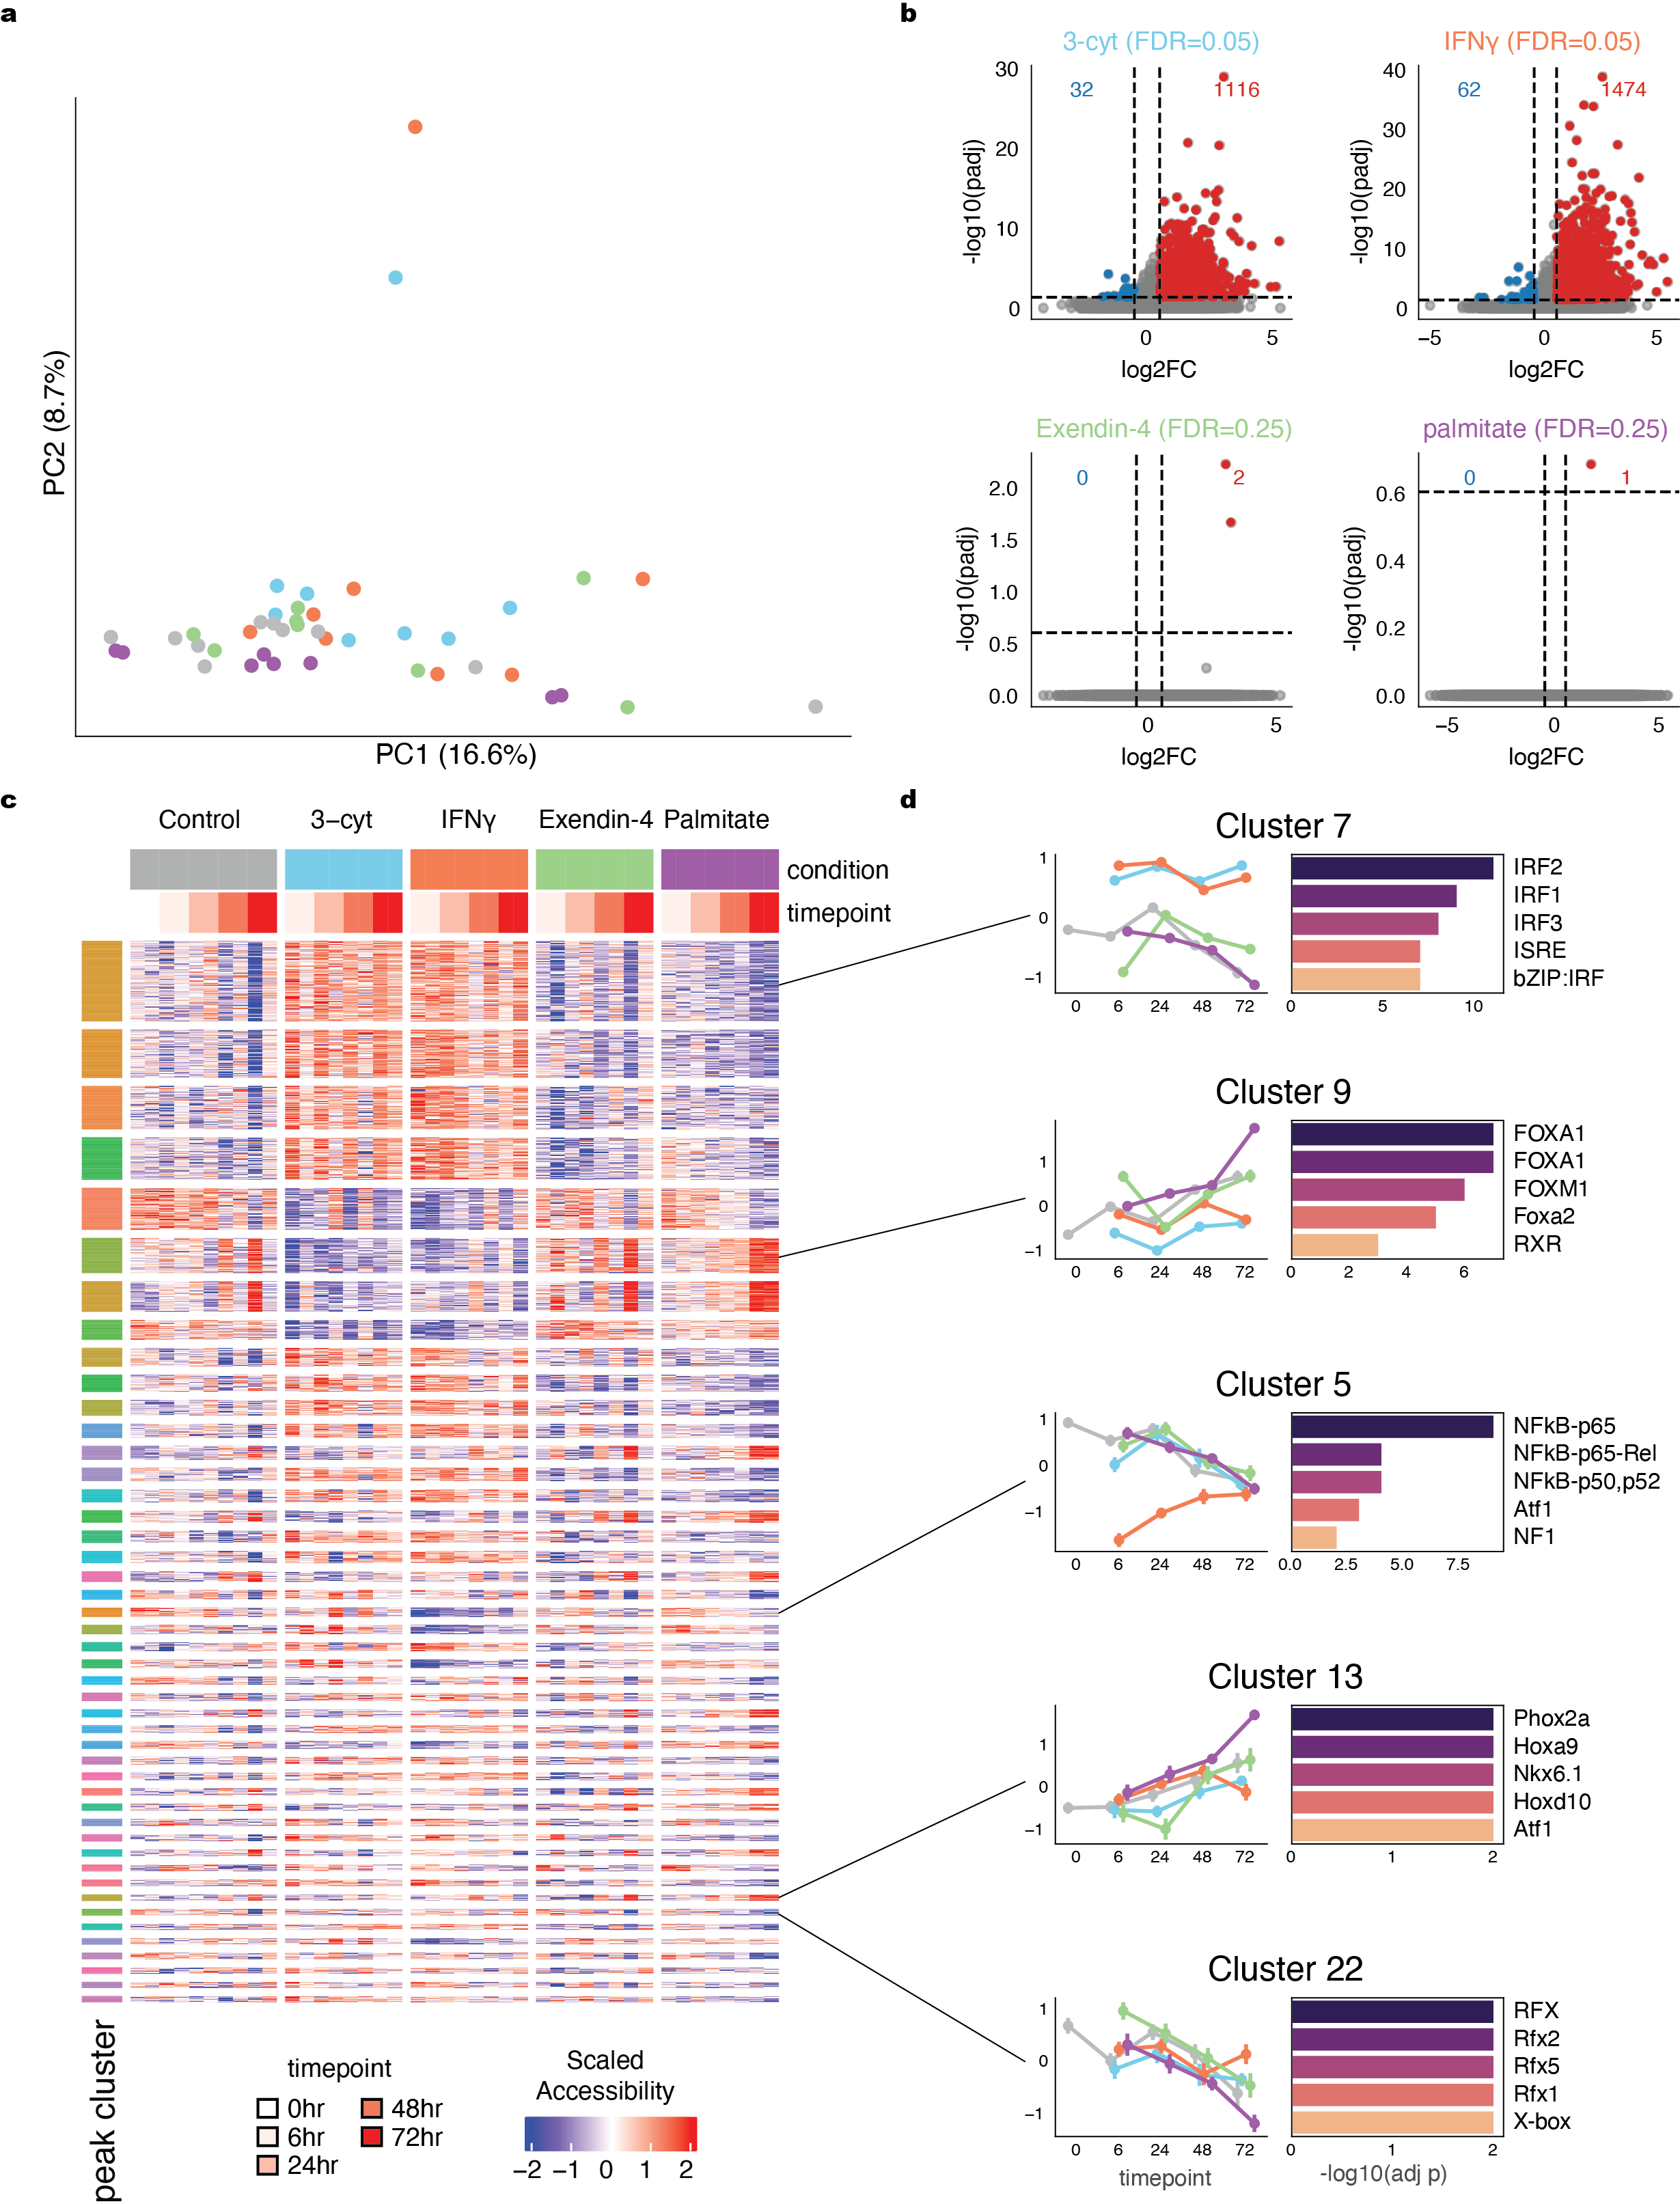 a
PC2 (8.7%)
PC1 (16.6%)
b
3-cyt (FDR=0.05)
32
1116
30
20
10
0
-log10(padj)
0
5
log2FC
IFNγ (FDR=0.05)
62
1474
40
30
20
10
0
-log10(padj)
−5
0
5
log2FC
Exendin-4 (FDR=0.25)
0
2
2.0
1.5
1.0
0.5
0.0
-log10(padj)
0
5
log2FC
palmitate (FDR=0.25)
0
1
0.6
0.4
0.2
0.0
-log10(padj)
−5
0
5
log2FC
c
Control
3−cyt
IFNγ
Exendin-4
Palmitate
condition
timepoint
peak cluster
timepoint
0hr
6hr
24hr
48hr
72hr
Scaled
Accessibility
−2
−1
0
1
2
d
Cluster 7
1
0
−1
0
6
24
48
72
IRF2
IRF1
IRF3
ISRE
bZIP:IRF
0
5
10
Cluster 9
1
0
−1
0
6
24
48
72
FOXA1
FOXA1
FOXM1
Foxa2
RXR
0
2
4
6
Cluster 5
1
0
−1
0
6
24
48
72
NFkB-p65
NFkB-p65-Rel
NFkB-p50,p52
Atf1
NF1
0.0
2.5
5.0
7.5
Cluster 13
1
0
−1
0
6
24
48
72
Phox2a
Hoxa9
Nkx6.1
Hoxd10
Atf1
0
1
2
Cluster 22
1
0
−1
0
6
24
48
72
timepoint
RFX
Rfx2
Rfx5
Rfx1
X-box
0
1
2
-log10(adj p)